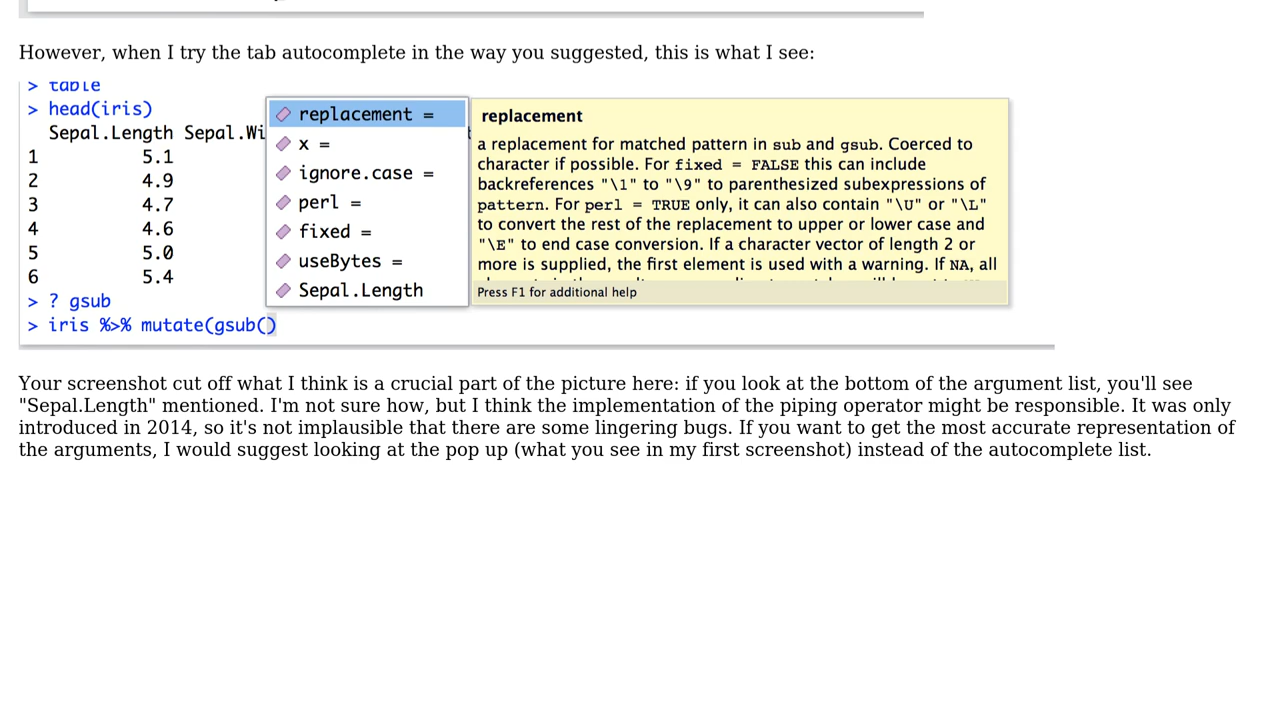 However, when I try the tab autocomplete in the way you suggested, this is what I see:
> table
> head(iris)
Sepal.Length Sepal.Wi
1 5.1
2 4.9
3 4.7
4 4.6
5 5.0
6 5.4
> ? gsub
> iris %>% mutate(gsub()
replacement =
x =
ignore.case =
perl =
fixed =
useBytes =
Sepal.Length
replacement
a replacement for matched pattern in sub and gsub. Coerced to
character if possible. For fixed = FALSE this can include
backreferences "\1" to "\9" to parenthesized subexpressions of
pattern. For perl = TRUE only, it can also contain "\U" or "\L"
to convert the rest of the replacement to upper or lower case and
"\E" to end case conversion. If a character vector of length 2 or
more is supplied, the first element is used with a warning. If NA, all
Press F1 for additional help
Your screenshot cut off what I think is a crucial part of the picture here: if you look at the bottom of the argument list, you'll see
"Sepal.Length" mentioned. I'm not sure how, but I think the implementation of the piping operator might be responsible. It was only
introduced in 2014, so it's not implausible that there are some lingering bugs. If you want to get the most accurate representation of
the arguments, I would suggest looking at the pop up (what you see in my first screenshot) instead of the autocomplete list.